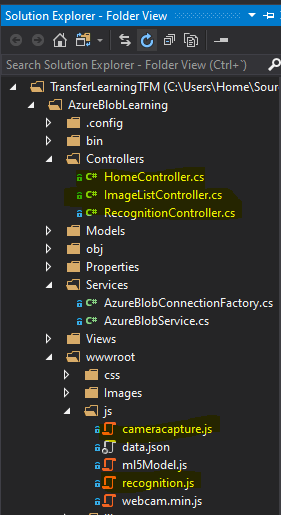 Solution Explorer - Folder View
Search Solution Explorer - Folder View (Ctrl+`)
TransferLearningTFM (C:\Users\Home\Sour
AzureBlobLearning
.config
bin
Controllers
C# HomeController.cs
C# ImageListController.cs
C# RecognitionController.cs
Models
obj
Properties
Services
C# AzureBlobConnectionFactory.cs
C# AzureBlobService.cs
Views
wwwroot
css
Images
js
cameracapture.js
data.json
ml5Model.js
recognition.js
webcam.min.js